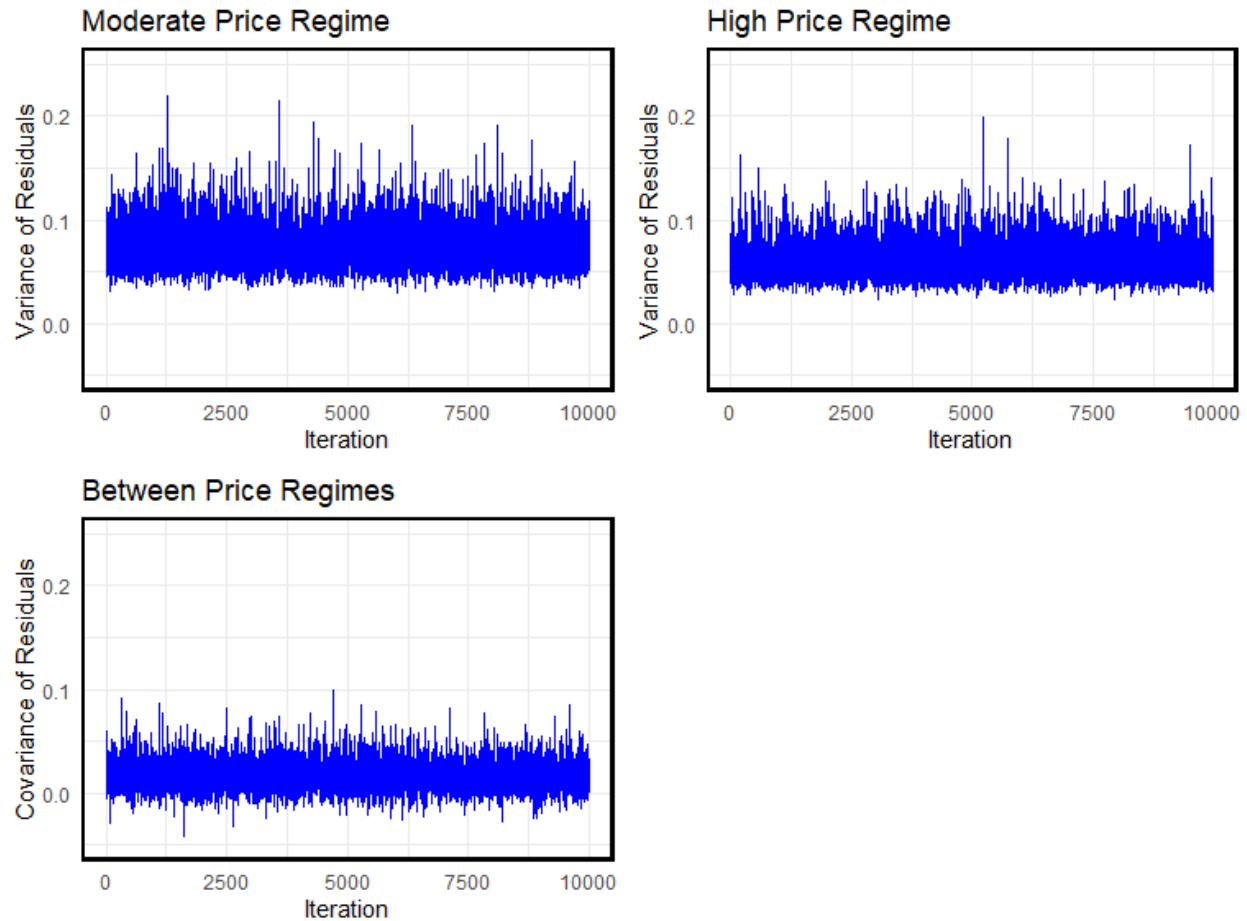 Moderate Price Regime
Variance of Residuals
0.2
0.1
0.0
0 2500 5000 7500 10000
Iteration
High Price Regime
Variance of Residuals
0.2
0.1
0.0
0 2500 5000 7500 10000
Iteration
Between Price Regimes
Covariance of Residuals
0.2
0.1
0.0
0 2500 5000 7500 10000
Iteration